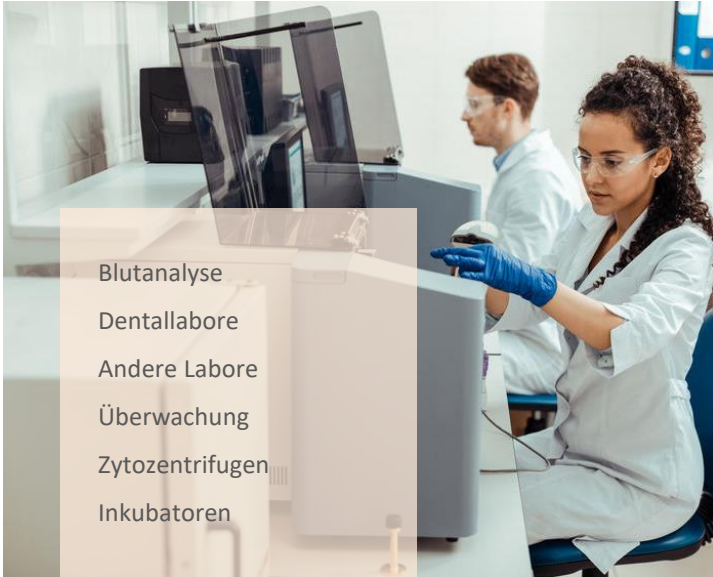 Blutanalyse
Dentallabore
Andere Labore
Überwachung
Zytozentrifugen
Inkubatoren